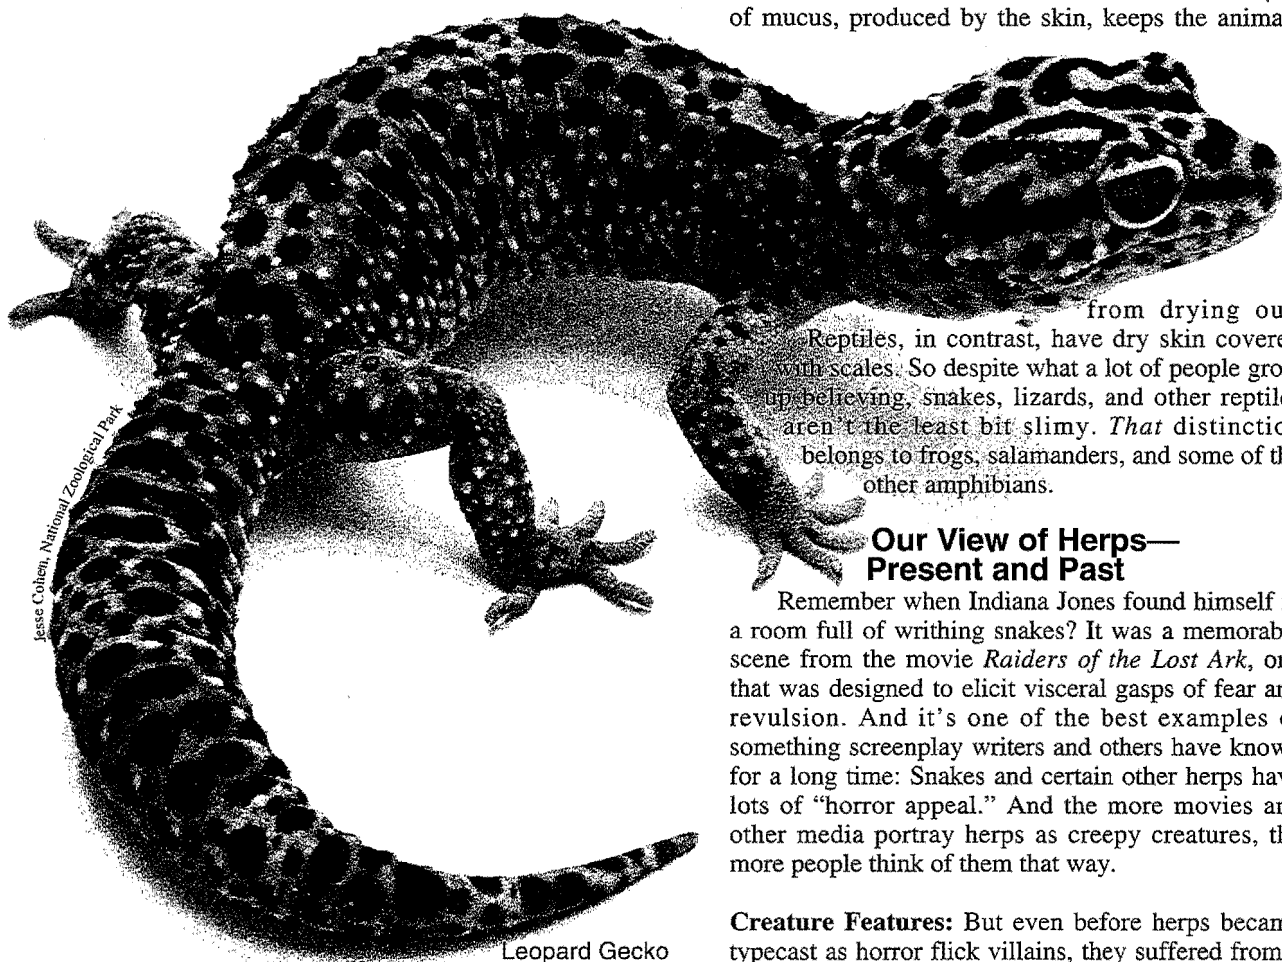 of mucus, produced by the skin, keeps the anima
from drying ou
Reptiles, in contrast, have dry skin covere
with scales. So despite what a lot of people gro
up believing, snakes, lizards, and other reptile
aren't the least bit slimy. That distinctio
belongs to frogs, salamanders, and some of th
other amphibians.
Our View of Herps—
Present and Past
Remember when Indiana Jones found himself
a room full of writhing snakes? It was a memorab
scene from the movie Raiders of the Lost Ark, on
that was designed to elicit visceral gasps of fear an
revulsion. And it's one of the best examples
something screenplay writers and others have know
for a long time: Snakes and certain other herps hav
lots of "horror appeal." And the more movies an
other media portray herps as creepy creatures, th
more people think of them that way.
Creature Features: But even before herps becam
typecast as horror flick villains, they suffered from
Jesse Cohen, National Zoological Park
Leopard Gecko